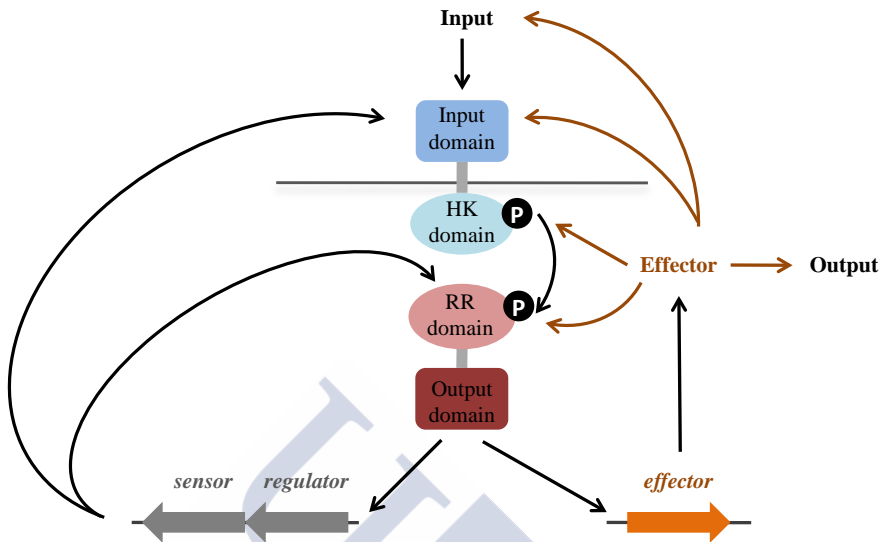 Input
Input
domain
HK
domain
P
Effector
Output
RR
domain
P
Output
domain
sensor
regulator
effector